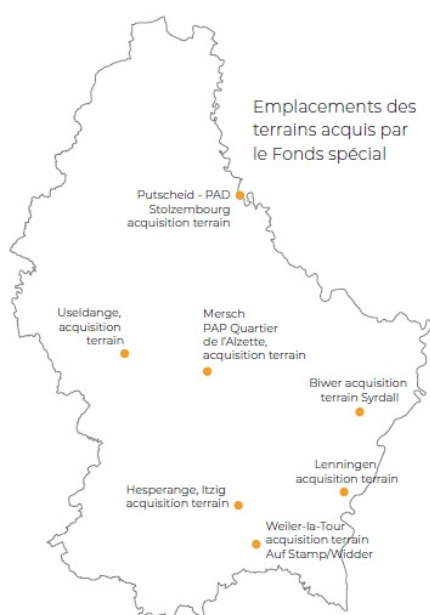 Emplacements des
terrains acquis par
le Fonds spécial
Putscheid - PAD
Stolzembourg
acquisition terrain
Useldange,
acquisition
terrain
Mersch
PAP Quartier
de l'Alzette,
acquisition terrain
Biwer acquisition
terrain Syrdall
Lenningen
acquisition terrain
Hesperange, Itzig
acquisition terrain
Weiler-la-Tour
acquisition terrain
Auf Stamp/Widder